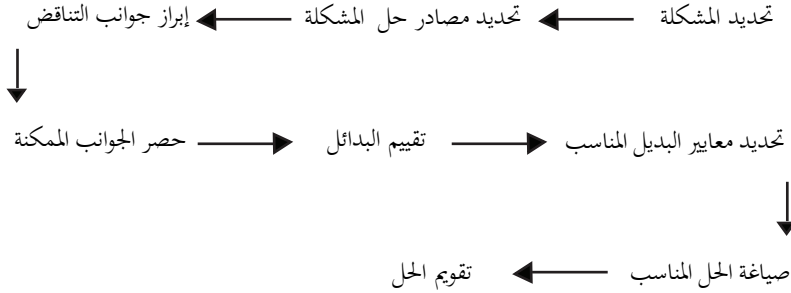 تحديد المشكلة تحديد مصادر حل المشكلة إبراز جوانب التناقض
تحديد معايير البديل المناسب تقييم البدائل حصر الجوانب الممكنة
صياغة الحل المناسب تقويم الحل